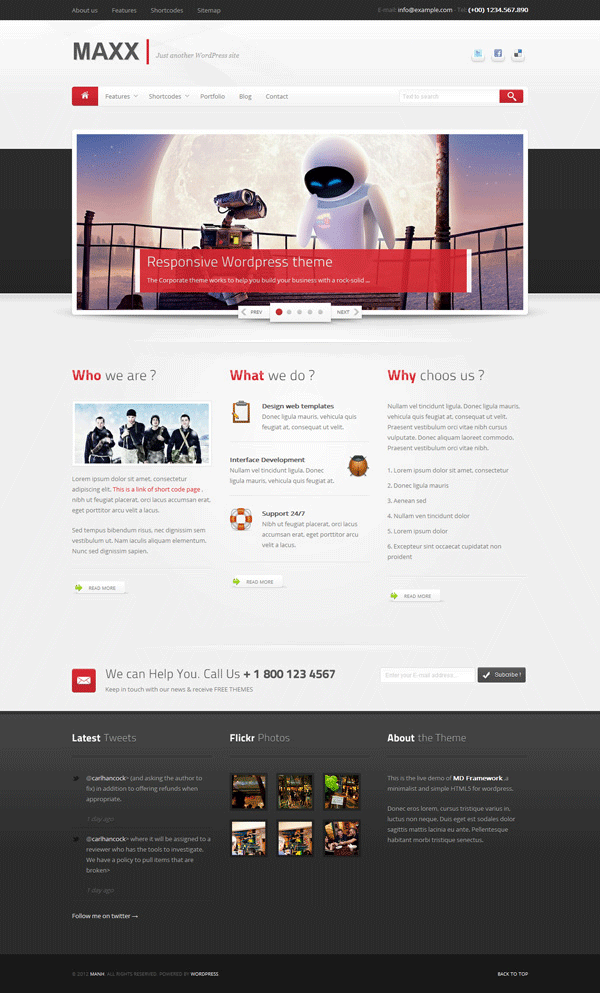 About us Features Shortcodes Sitemap E-mail: info@example.com Tel: (+00) 1234.567.890
MAXX Just another WordPress site
Features Shortcodes Portfolio Blog Contact Text to search
Responsive Wordpress theme
The Corporate theme works to help you build your business with a rock-solid ...
PREV NEXT
Who we are ?
Lorem ipsum dolor sit amet, consectetur
adipiscing elit. This is a link of short code page ,
nibh ut feugiat placerat, orci lacus accumsan erat,
eget porttitor arcu velit a lacus.
Sed tempus bibendum risus, nec dignissim sem
vestibulum ut. Nam iaculis aliquam elementum.
Nunc sed dignissim sapien.
READ MORE
What we do ?
Design web templates
Donec ligula mauris, vehicula quis
feugiat at, consequat ut velit.
Interface Development
Nullam vel tincidunt ligula. Donec
ligula mauris, vehicula quis feugiat at.
Support 24/7
Nibh ut feugiat placerat, orci lacus
accumsan erat, eget porttitor arcu
velit a lacus.
READ MORE
Why choos us ?
Nullam vel tincidunt ligula. Donec ligula mauris,
vehicula quis feugiat at, consequat ut velit.
Praesent vestibulum orci vitae nibh cursus
vulputate. Donec aliquam laoreet commodo.
Praesent vestibulum orci vitae nibh.
1. Lorem ipsum dolor sit amet, consectetur
2. Donec ligula mauris
3. Aenean sed
4. Nullam ven tincidunt dolor
5. Lorem ipsum dolor
6. Excepteur sint occaecat cupidatat non
proident
READ MORE
We can Help You. Call Us + 1 800 123 4567
Keep in touch with our news & receive FREE THEMES
Enter your E-mail address ... Subcribe !
Latest Tweets
@carlhancock> (and asking the author to
fix) in addition to offering refunds when
appropriate.
1 day ago
@carlhancock> where it will be assigned to a
reviewer who has the tools to investigate.
We have a policy to pull items that are
broken>
1 day ago
Follow me on twitter →
Flickr Photos
About the Theme
This is the live demo of MD Framework ,a
minimalist and simple HTML5 for wordpress.
Donec eros lorem, cursus tristique varius in,
luctus non neque. Duis eget est sodales dolor
sagittis mattis lacinia eu ante. Pellentesque
habitant morbi tristique senectus.
© 2012 MANH. ALL RIGHTS RESERVED. POWERED BY WORDPRESS. BACK TO TOP